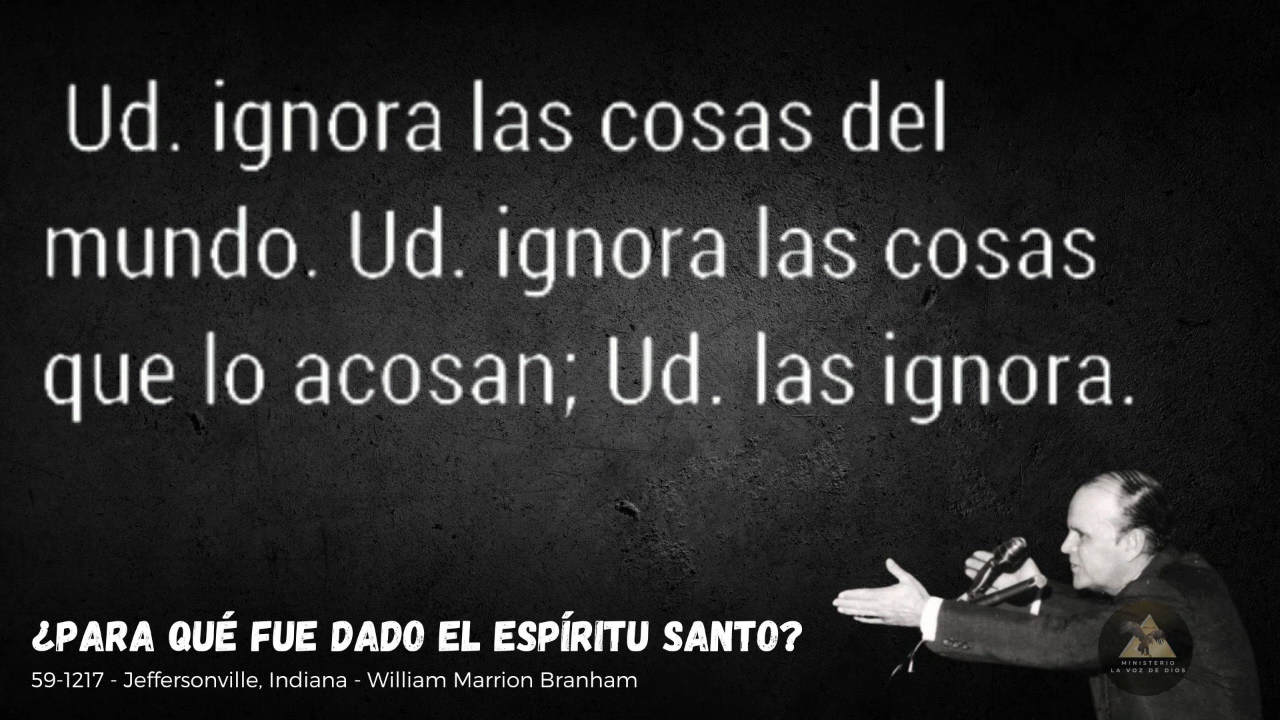 Ud. ignora las cosas del
mundo. Ud. ignora las cosas
que lo acosan; Ud. las ignora.
¿PARA QUÉ FUE DADO EL ESPÍRITU SANTO?
59-1217 - Jeffersonville, Indiana - William Marrion Branham
MINISTERIO
LA VOZ DE DIOS